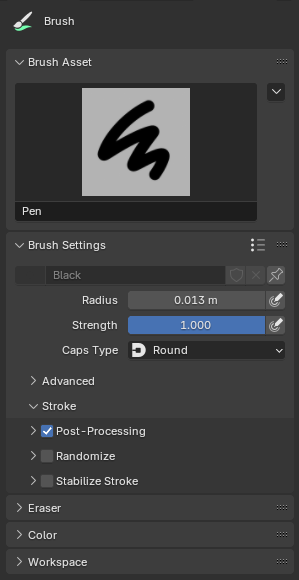 Brush
Brush Asset
Pen
Brush Settings
Black
Radius 0.013 m
Strength 1.000
Caps Type Round
Advanced
Stroke
Post-Processing
Randomize
Stabilize Stroke
Eraser
Color
Workspace